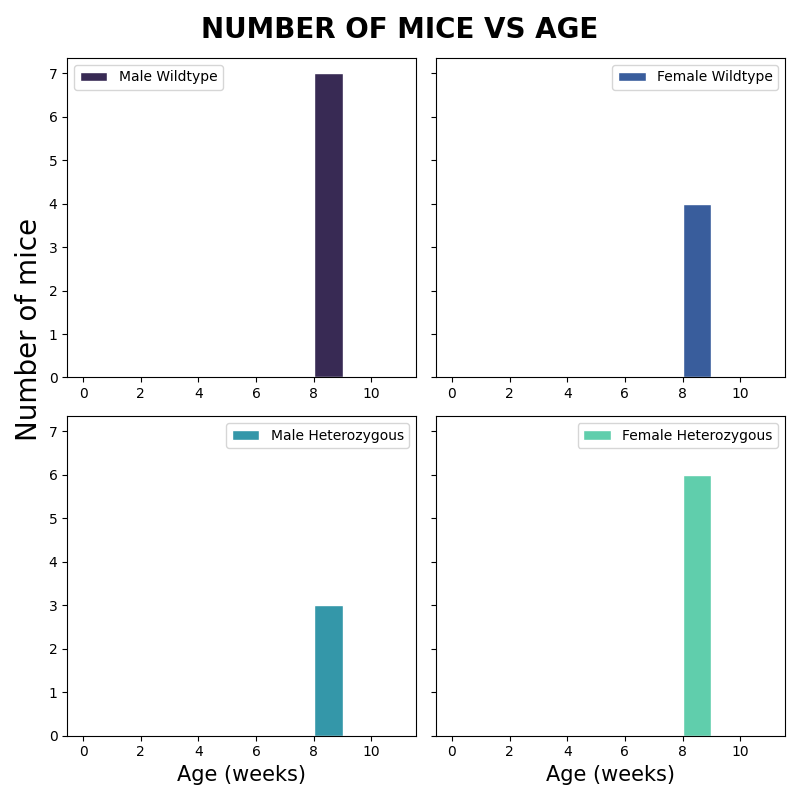 NUMBER OF MICE VS AGE
Number of mice
Male Wildtype
7
6
5
4
3
2
1
0
0 2 4 6 8 10
Female Wildtype
0 2 4 6 8 10
Male Heterozygous
7
6
5
4
3
2
1
0
0 2 4 6 8 10
Age (weeks)
Female Heterozygous
0 2 4 6 8 10
Age (weeks)